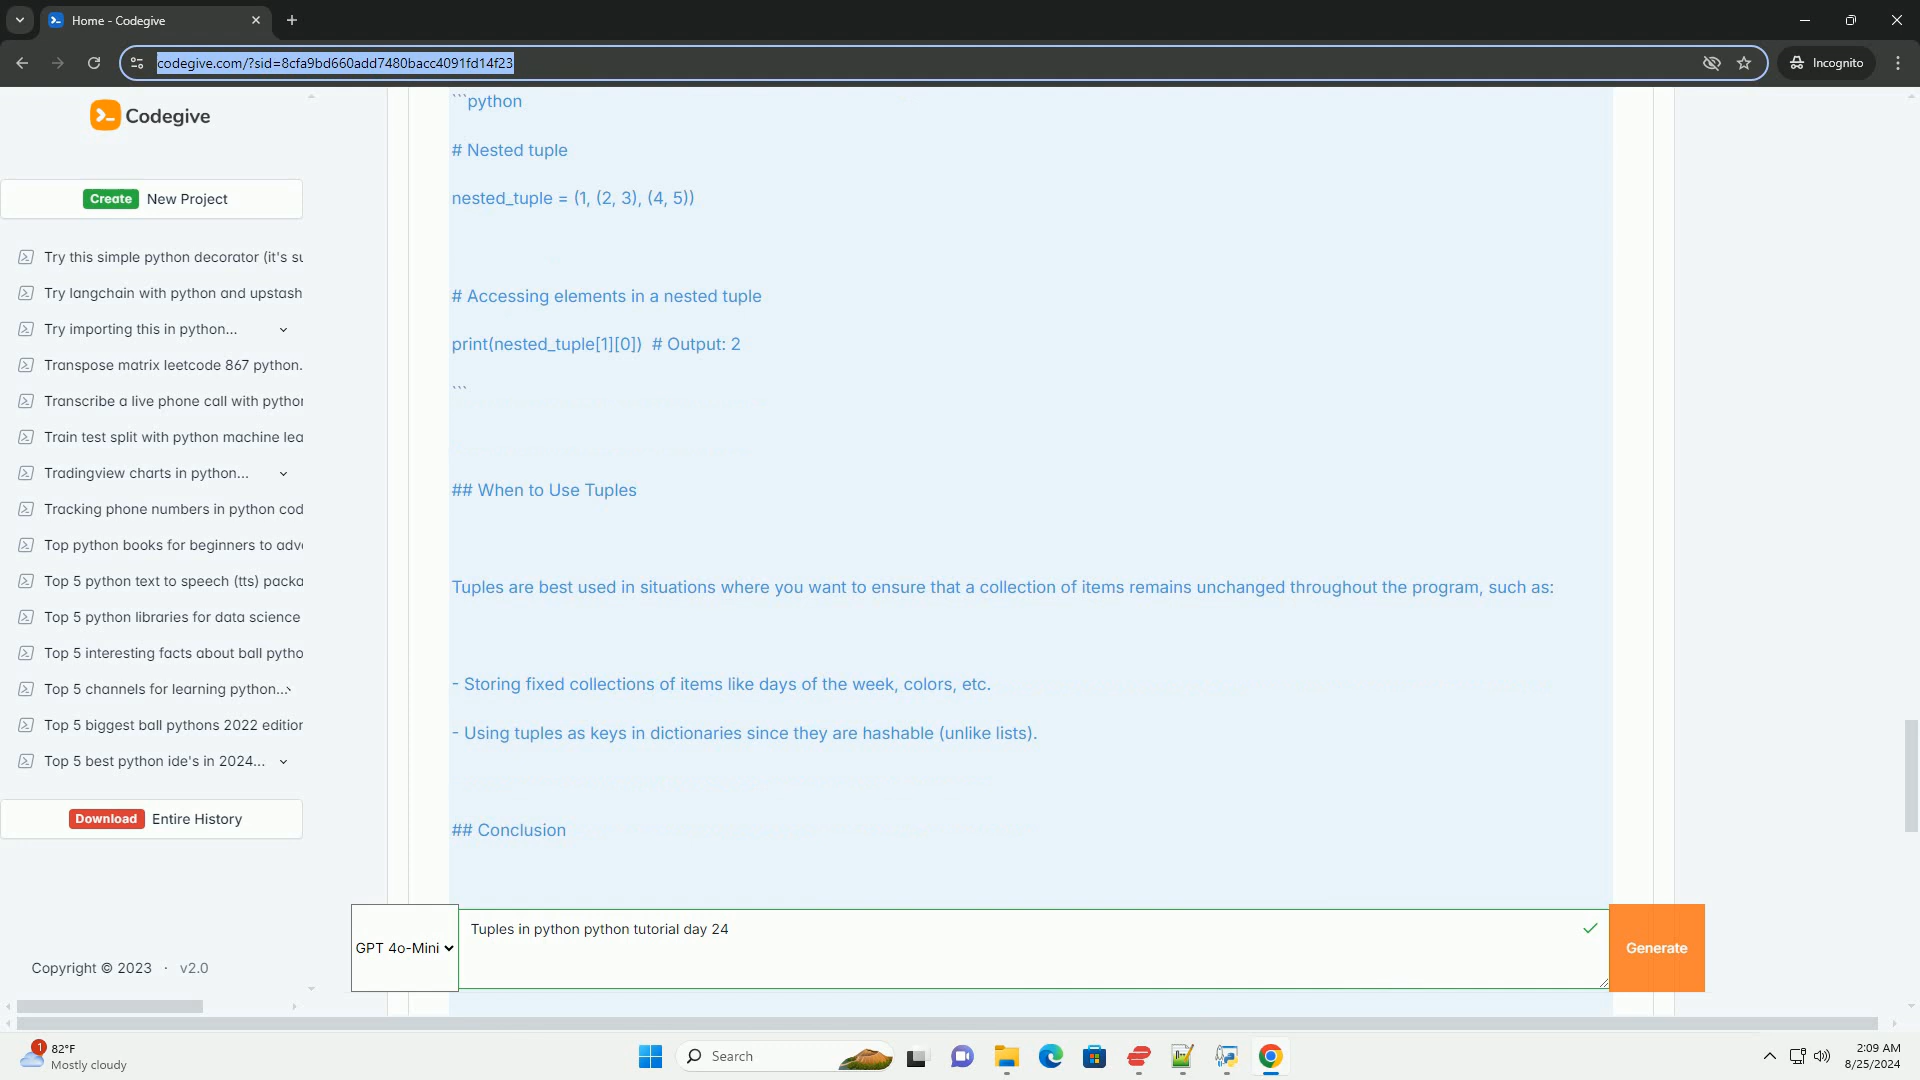 Home - Codegive
codegive.com/?sid=8cfa9bd660add7480bacc4091fd14f23
Incognito
Codegive
Create New Project
Try this simple python decorator (it's su
Try langchain with python and upstash
Try importing this in python...
Transpose matrix leetcode 867 python.
Transcribe a live phone call with python
Train test split with python machine lea
Tradingview charts in python...
Tracking phone numbers in python cod
Top python books for beginners to adva
Top 5 python text to speech (tts) packa
Top 5 python libraries for data science
Top 5 interesting facts about ball pytho
Top 5 channels for learning python...
Top 5 biggest ball pythons 2022 edition
Top 5 best python ide's in 2024...
Download Entire History
Copyright © 2023 · v2.0
```python
# Nested tuple
nested_tuple = (1, (2, 3), (4, 5))
# Accessing elements in a nested tuple
print(nested_tuple[1][0])  # Output: 2
```
## When to Use Tuples
Tuples are best used in situations where you want to ensure that a collection of items remains unchanged throughout the program, such as:
- Storing fixed collections of items like days of the week, colors, etc.
- Using tuples as keys in dictionaries since they are hashable (unlike lists).
## Conclusion
GPT 4o-Mini
Tuples in python python tutorial day 24
Generate
1
82°F
Mostly cloudy
Search
2:09 AM
8/25/2024